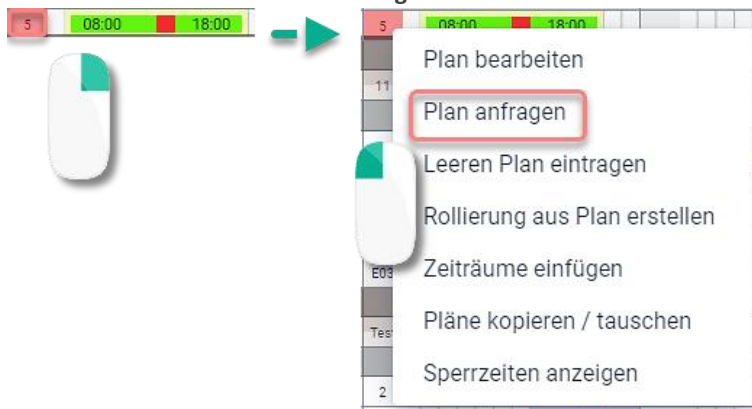 5 08:00 18:00
5 08:00 18:00
Plan bearbeiten
11
Plan anfragen
Leeren Plan eintragen
Rollierung aus Plan erstellen
E03
Zeiträume einfügen
Pläne kopieren / tauschen
Tes
Sperrzeiten anzeigen
2